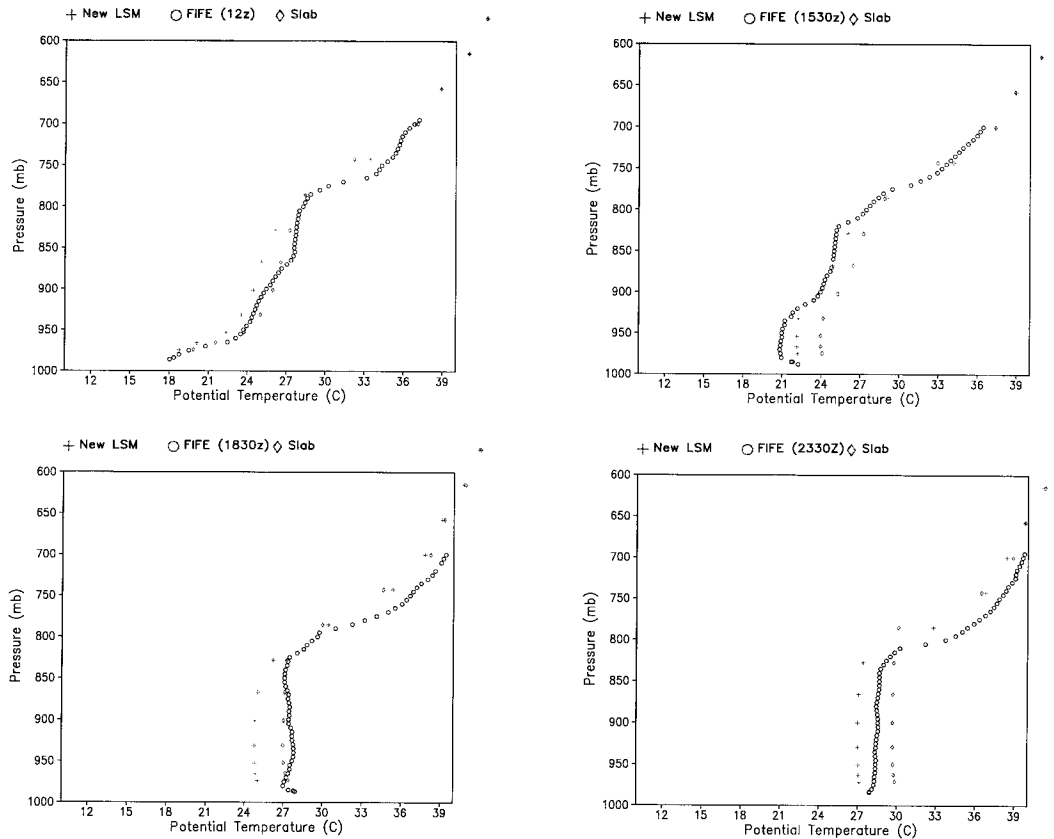 + New LSM ○ FIFE (12z) ◇ Slab
600
650
700
750
800
850
900
950
1000
Pressure (mb)
12 15 18 21 24 27 30 33 36 39
Potential Temperature (C)
+ New LSM ○ FIFE (1530z) ◇ Slab
600
650
700
750
800
850
900
950
1000
Pressure (mb)
12 15 18 21 24 27 30 33 36 39
Potential Temperature (C)
+ New LSM ○ FIFE (1830z) ◇ Slab
600
650
700
750
800
850
900
950
1000
Pressure (mb)
12 15 18 21 24 27 30 33 36 39
Potential Temperature (C)
+ New LSM ○ FIFE (2330Z) ◇ Slab
600
650
700
750
800
850
900
950
1000
Pressure (mb)
12 15 18 21 24 27 30 33 36 39
Potential Temperature (C)